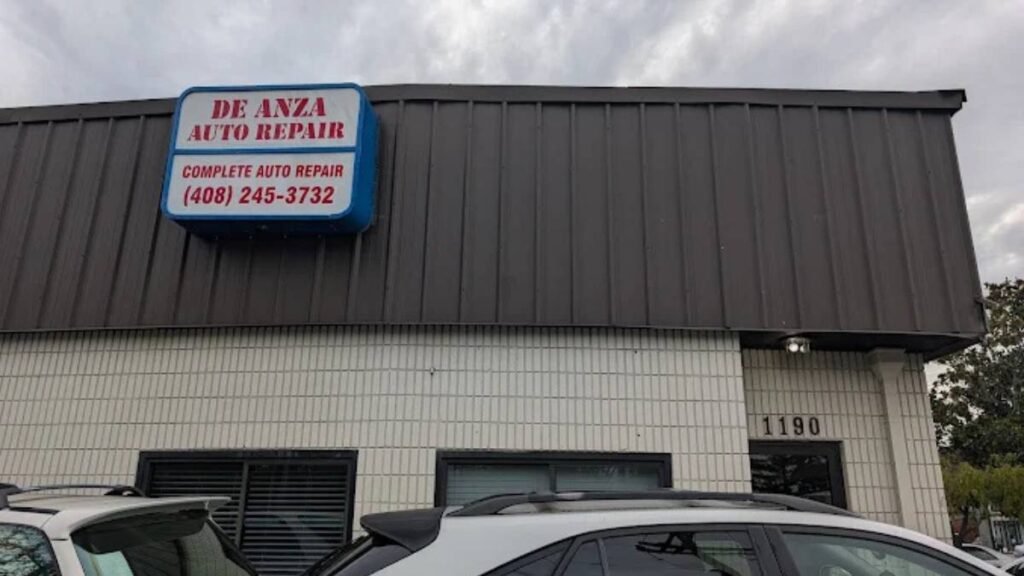 DE ANZA
AUTO REPAIR
COMPLETE AUTO REPAIR
(408) 245-3732
1190